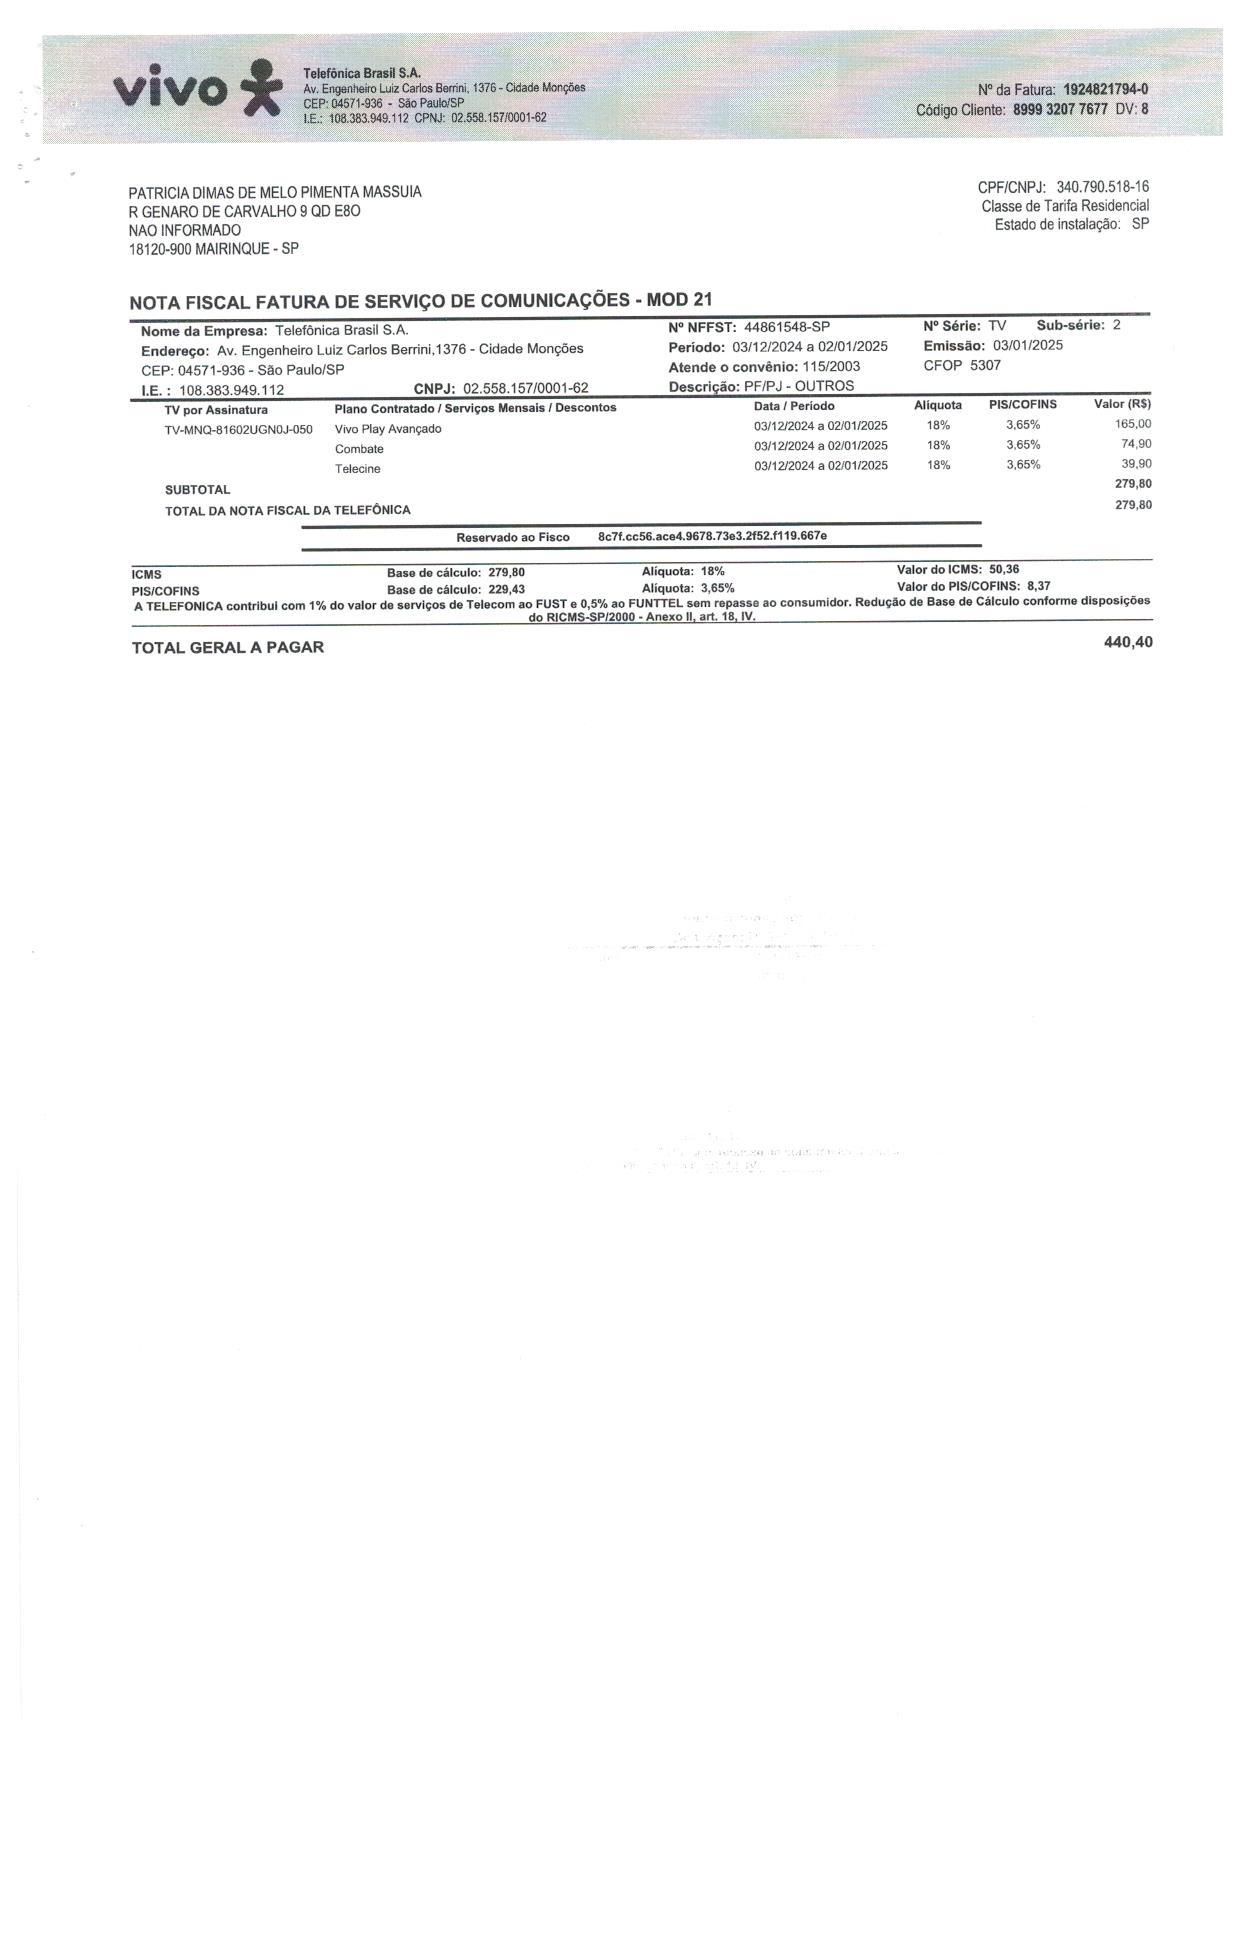 vivo
Telefônica Brasil S.A.
Av. Engenheiro Luiz Carlos Berrini, 1376 - Cidade Monções
CEP: 04571-936 - São Paulo/SP
I.E.: 108.383.949.112 CPNJ: 02.558.157/0001-62
Nº da Fatura: 1924821794-0
Código Cliente: 8999 3207 7677 DV: 8
PATRICIA DIMAS DE MELO PIMENTA MASSUIA
R GENARO DE CARVALHO 9 QD E8O
NAO INFORMADO
18120-900 MAIRINQUE - SP
CPF/CNPJ: 340.790.518-16
Classe de Tarifa Residencial
Estado de instalação: SP
NOTA FISCAL FATURA DE SERVIÇO DE COMUNICAÇÕES - MOD 21
Nome da Empresa: Telefônica Brasil S.A. Nº NFFST: 44861548-SP Nº Série: TV Sub-série: 2
Endereço: Av. Engenheiro Luiz Carlos Berrini,1376 - Cidade Monções Período: 03/12/2024 a 02/01/2025 Emissão: 03/01/2025
CEP: 04571-936 - São Paulo/SP Atende o convênio: 115/2003 CFOP 5307
I.E. : 108.383.949.112 CNPJ: 02.558.157/0001-62 Descrição: PF/PJ - OUTROS
TV por Assinatura Plano Contratado / Serviços Mensais / Descontos Data / Período Alíquota PIS/COFINS Valor (R$)
TV-MNQ-81602UGN0J-050 Vivo Play Avançado 03/12/2024 a 02/01/2025 18% 3,65% 165,00
Combate 03/12/2024 a 02/01/2025 18% 3,65% 74,90
Telecine 03/12/2024 a 02/01/2025 18% 3,65% 39,90
SUBTOTAL 279,80
TOTAL DA NOTA FISCAL DA TELEFÔNICA 279,80
Reservado ao Fisco 8c7f.cc56.ace4.9678.73e3.2f52.f119.667e
ICMS Base de cálculo: 279,80 Alíquota: 18% Valor do ICMS: 50,36
PIS/COFINS Base de cálculo: 229,43 Alíquota: 3,65% Valor do PIS/COFINS: 8,37
A TELEFONICA contribui com 1% do valor de serviços de Telecom ao FUST e 0,5% ao FUNTTEL sem repasse ao consumidor. Redução de Base de Cálculo conforme disposições
do RICMS-SP/2000 - Anexo II, art. 18, IV.
TOTAL GERAL A PAGAR 440,40